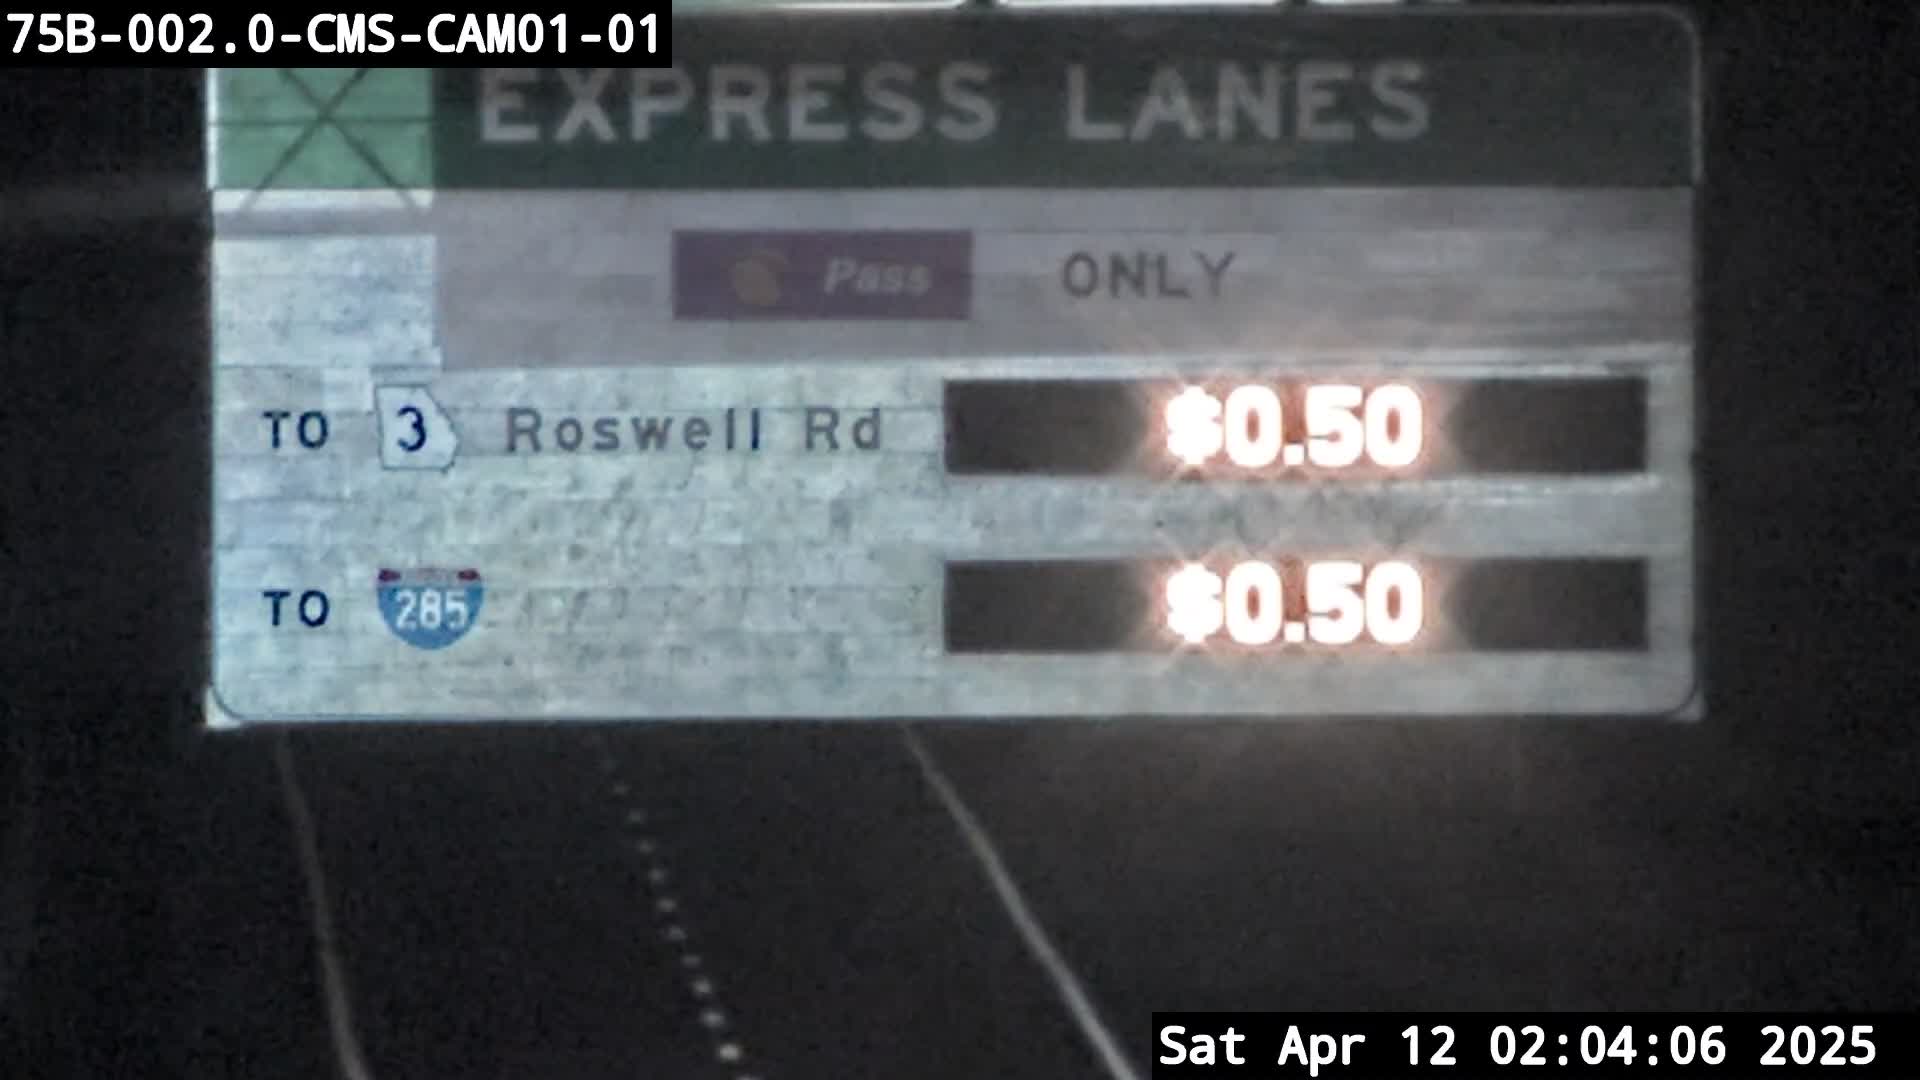 75B-002.0-CMS-CAM01-01
EXPRESS LANES
Pass ONLY
TO 3 Roswell Rd $0.50
TO 285 $0.50
Sat Apr 12 02:04:06 2025